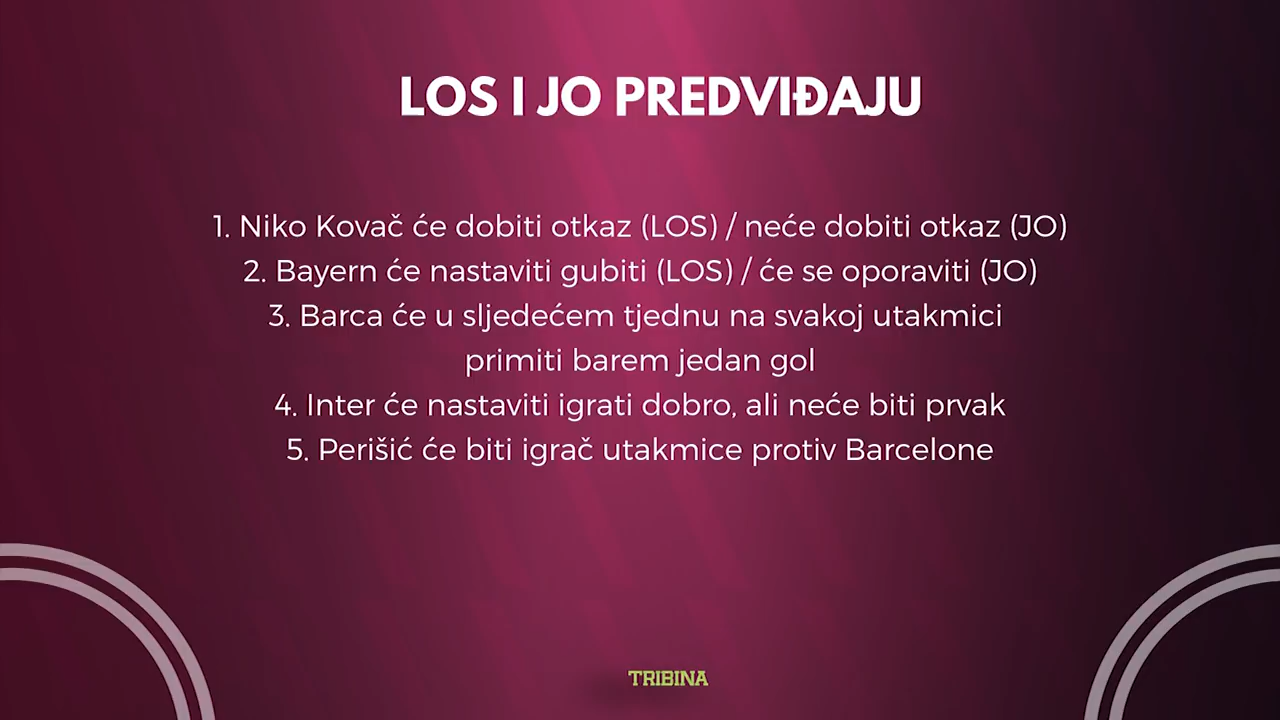 LOS I JO PREDVIĐAJU
1. Niko Kovač će dobiti otkaz (LOS) / neće dobiti otkaz (JO)
2. Bayern će nastaviti gubiti (LOS) / će se oporaviti (JO)
3. Barca će u sljedećem tjednu na svakoj utakmici
primiti barem jedan gol
4. Inter će nastaviti igrati dobro, ali neće biti prvak
5. Perišić će biti igrač utakmice protiv Barcelone
TRIBINA